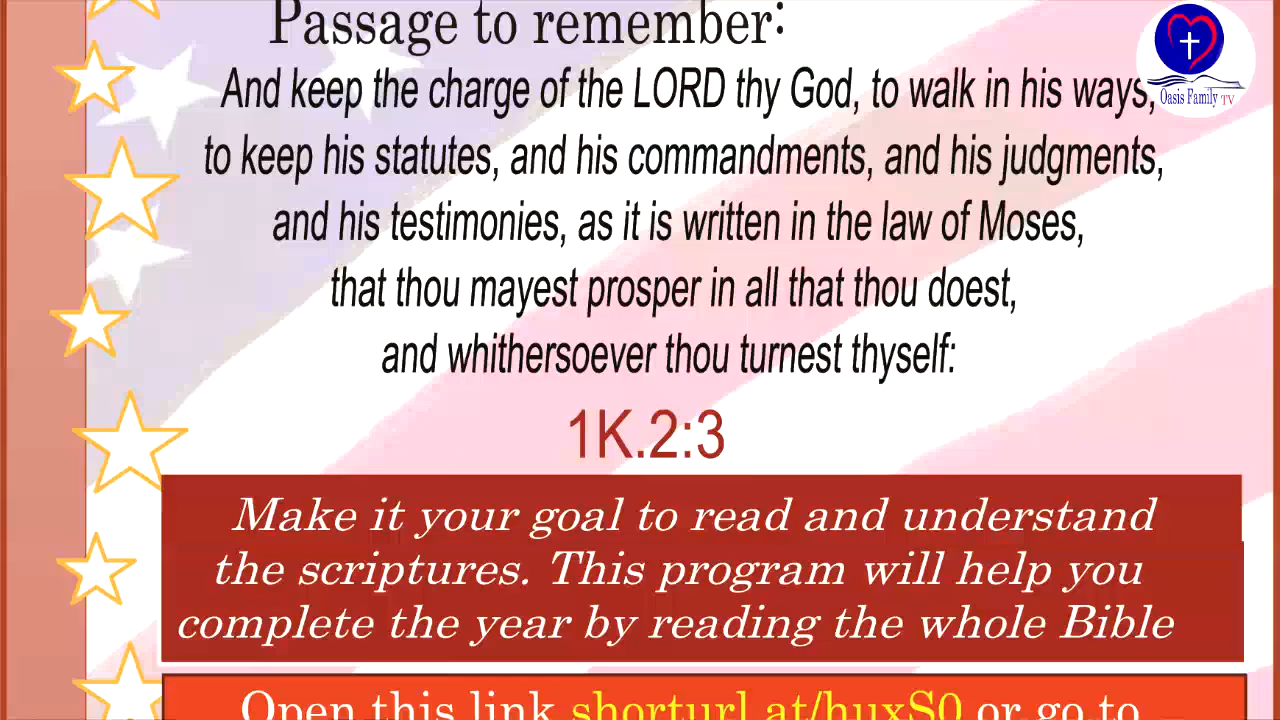 Passage to remember:
Oasis Family TV
And keep the charge of the LORD thy God, to walk in his ways,
to keep his statutes, and his commandments, and his judgments,
and his testimonies, as it is written in the law of Moses,
that thou mayest prosper in all that thou doest,
and whithersoever thou turnest thyself:
1K.2:3
Make it your goal to read and understand
the scriptures. This program will help you
complete the year by reading the whole Bible
Open this link shorturl.at/huxS0 or go to